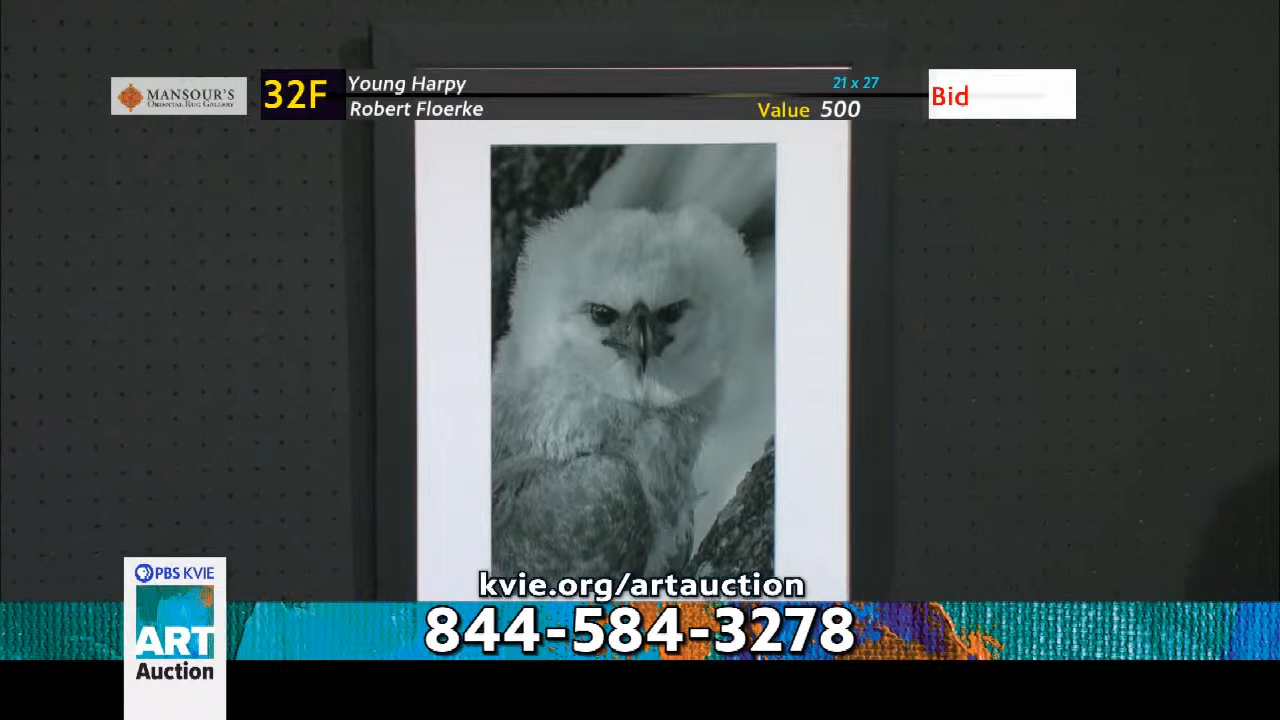 MANSOUR'S
ORIENTAL RUG GALLERY
32F
Young Harpy
21 x 27
Robert Floerke
Value 500
Bid
kvie.org/artauction
844-584-3278
PBS KVIE
ART
Auction